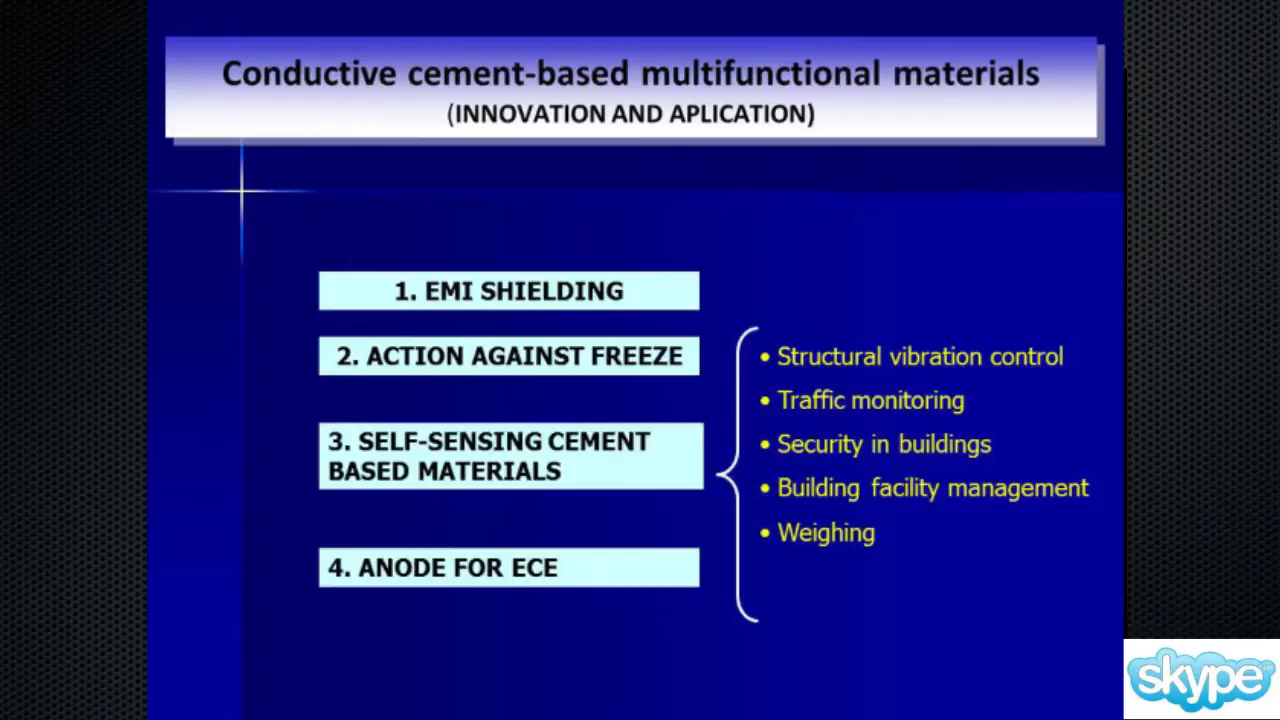 Conductive cement-based multifunctional materials
(INNOVATION AND APLICATION)
1. EMI SHIELDING
2. ACTION AGAINST FREEZE
3. SELF-SENSING CEMENT
BASED MATERIALS
4. ANODE FOR ECE
• Structural vibration control
• Traffic monitoring
• Security in buildings
• Building facility management
• Weighing
skype